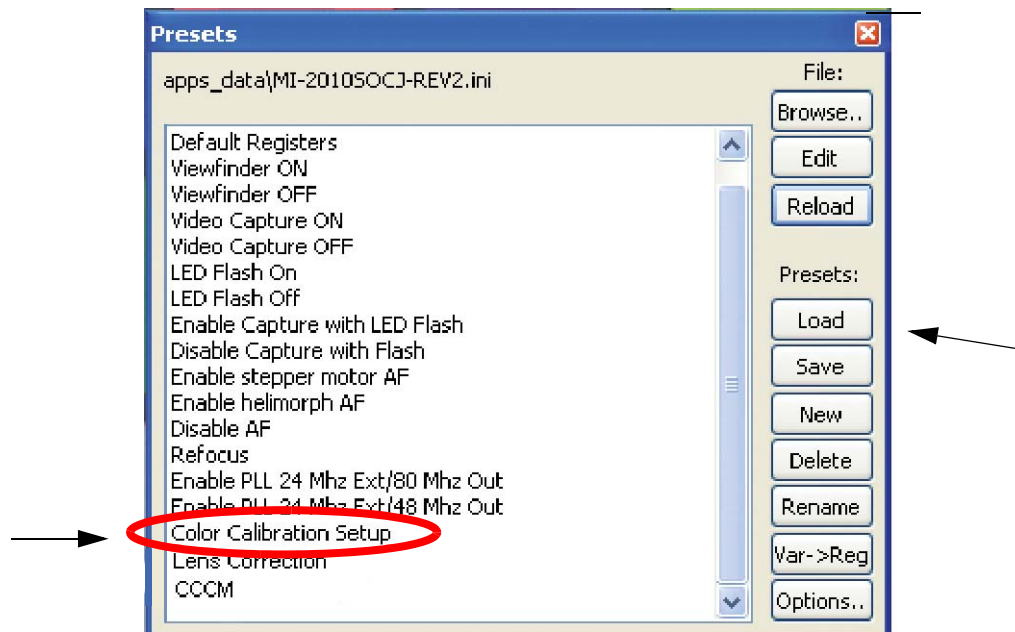 Presets
apps_data\MI-2010SOCJ-REV2.ini
Default Registers
Viewfinder ON
Viewfinder OFF
Video Capture ON
Video Capture OFF
LED Flash On
LED Flash Off
Enable Capture with LED Flash
Disable Capture with Flash
Enable stepper motor AF
Enable helimorph AF
Disable AF
Refocus
Enable PLL 24 Mhz Ext/80 Mhz Out
Enable PLL 24 Mhz Ext/48 Mhz Out
Color Calibration Setup
Lens Correction
CCCM
File:
Browse..
Edit
Reload
Presets:
Load
Save
New
Delete
Rename
Var->Reg
Options..